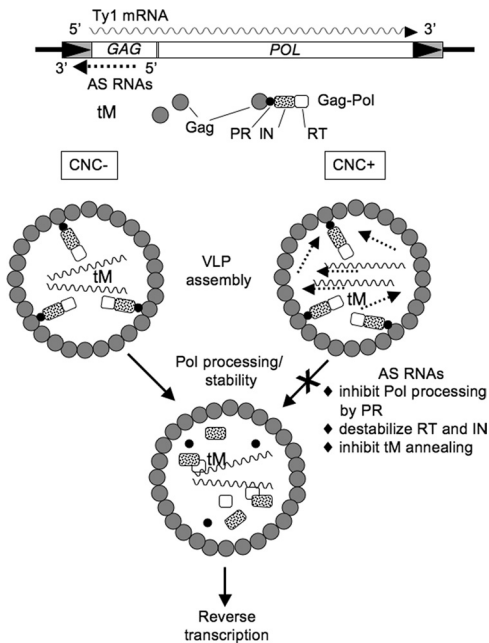 Ty1 mRNA
5'
3'
GAG
POL
3'
5'
AS RNAs
tM
Gag
Gag-Pol
PR
IN
RT
CNC-
CNC+
tM
VLP
assembly
tM
Pol processing/
stability
AS RNAs
♦ inhibit Pol processing
by PR
♦ destabilize RT and IN
♦ inhibit tM annealing
tM
Reverse
transcription